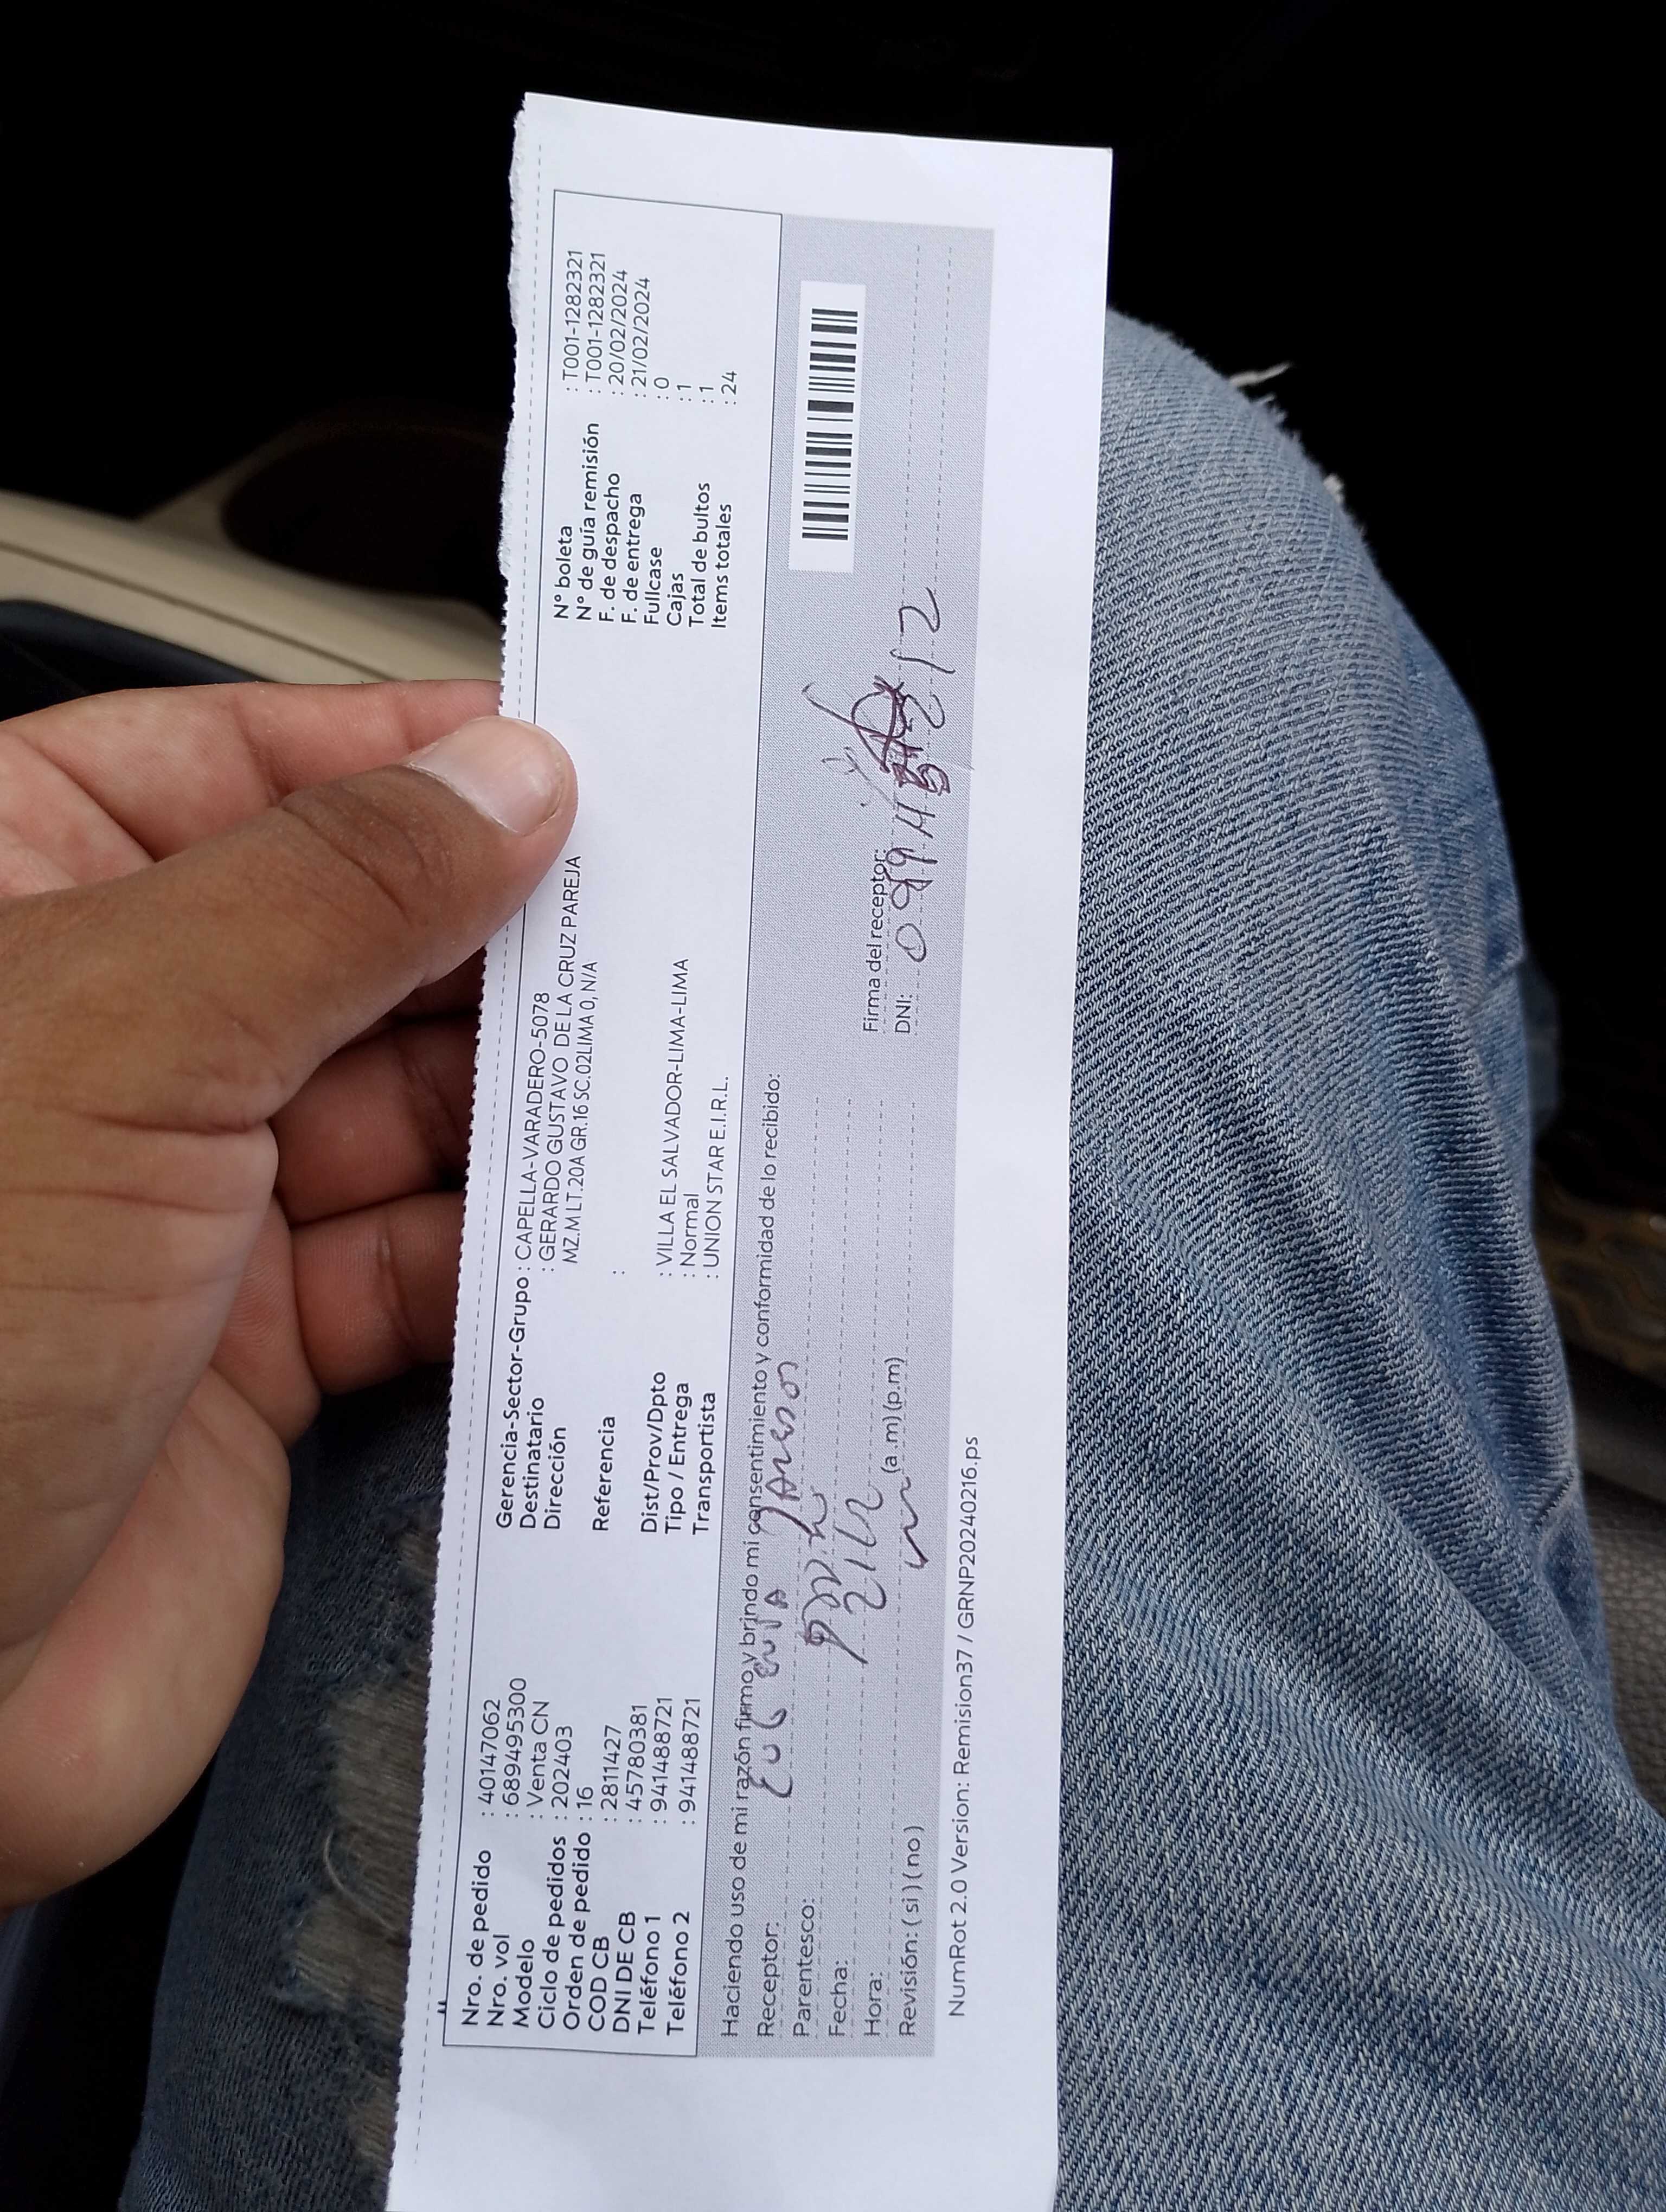 Nro. de pedido : 40147062
Nro. vol : 689495300
Modelo : Venta CN
Ciclo de pedidos : 202403
Orden de pedido : 16
COD CB : 2811427
DNI DE CB : 45780381
Teléfono 1 : 941488721
Teléfono 2 : 941488721
Gerencia-Sector-Grupo : CAPELLA-VARADERO-5078
Destinatario : GERARDO GUSTAVO DE LA CRUZ PAREJA
Dirección MZ.M LT.20A GR.16 SC.02LIMA 0, N/A
Referencia :
Dist/Prov/Dpto : VILLA EL SALVADOR-LIMA-LIMA
Tipo / Entrega : Normal
Transportista : UNION STAR E.I.R.L.
N° boleta : T001-1282321
N° de guía remisión : T001-1282321
F. de despacho : 20/02/2024
F. de entrega : 21/02/2024
Fullcase : 0
Cajas : 1
Total de bultos : 1
Items totales : 24
Haciendo uso de mi razón firmo y brindo mi consentimiento y conformidad de lo recibido:
Receptor:
Parentesco:
Fecha:
Hora: (a.m) (p.m)
Revisión: ( si ) ( no )
Firma del receptor:
DNI:
NumRot 2.0 Version: Remision37 / GRNP20240216.ps